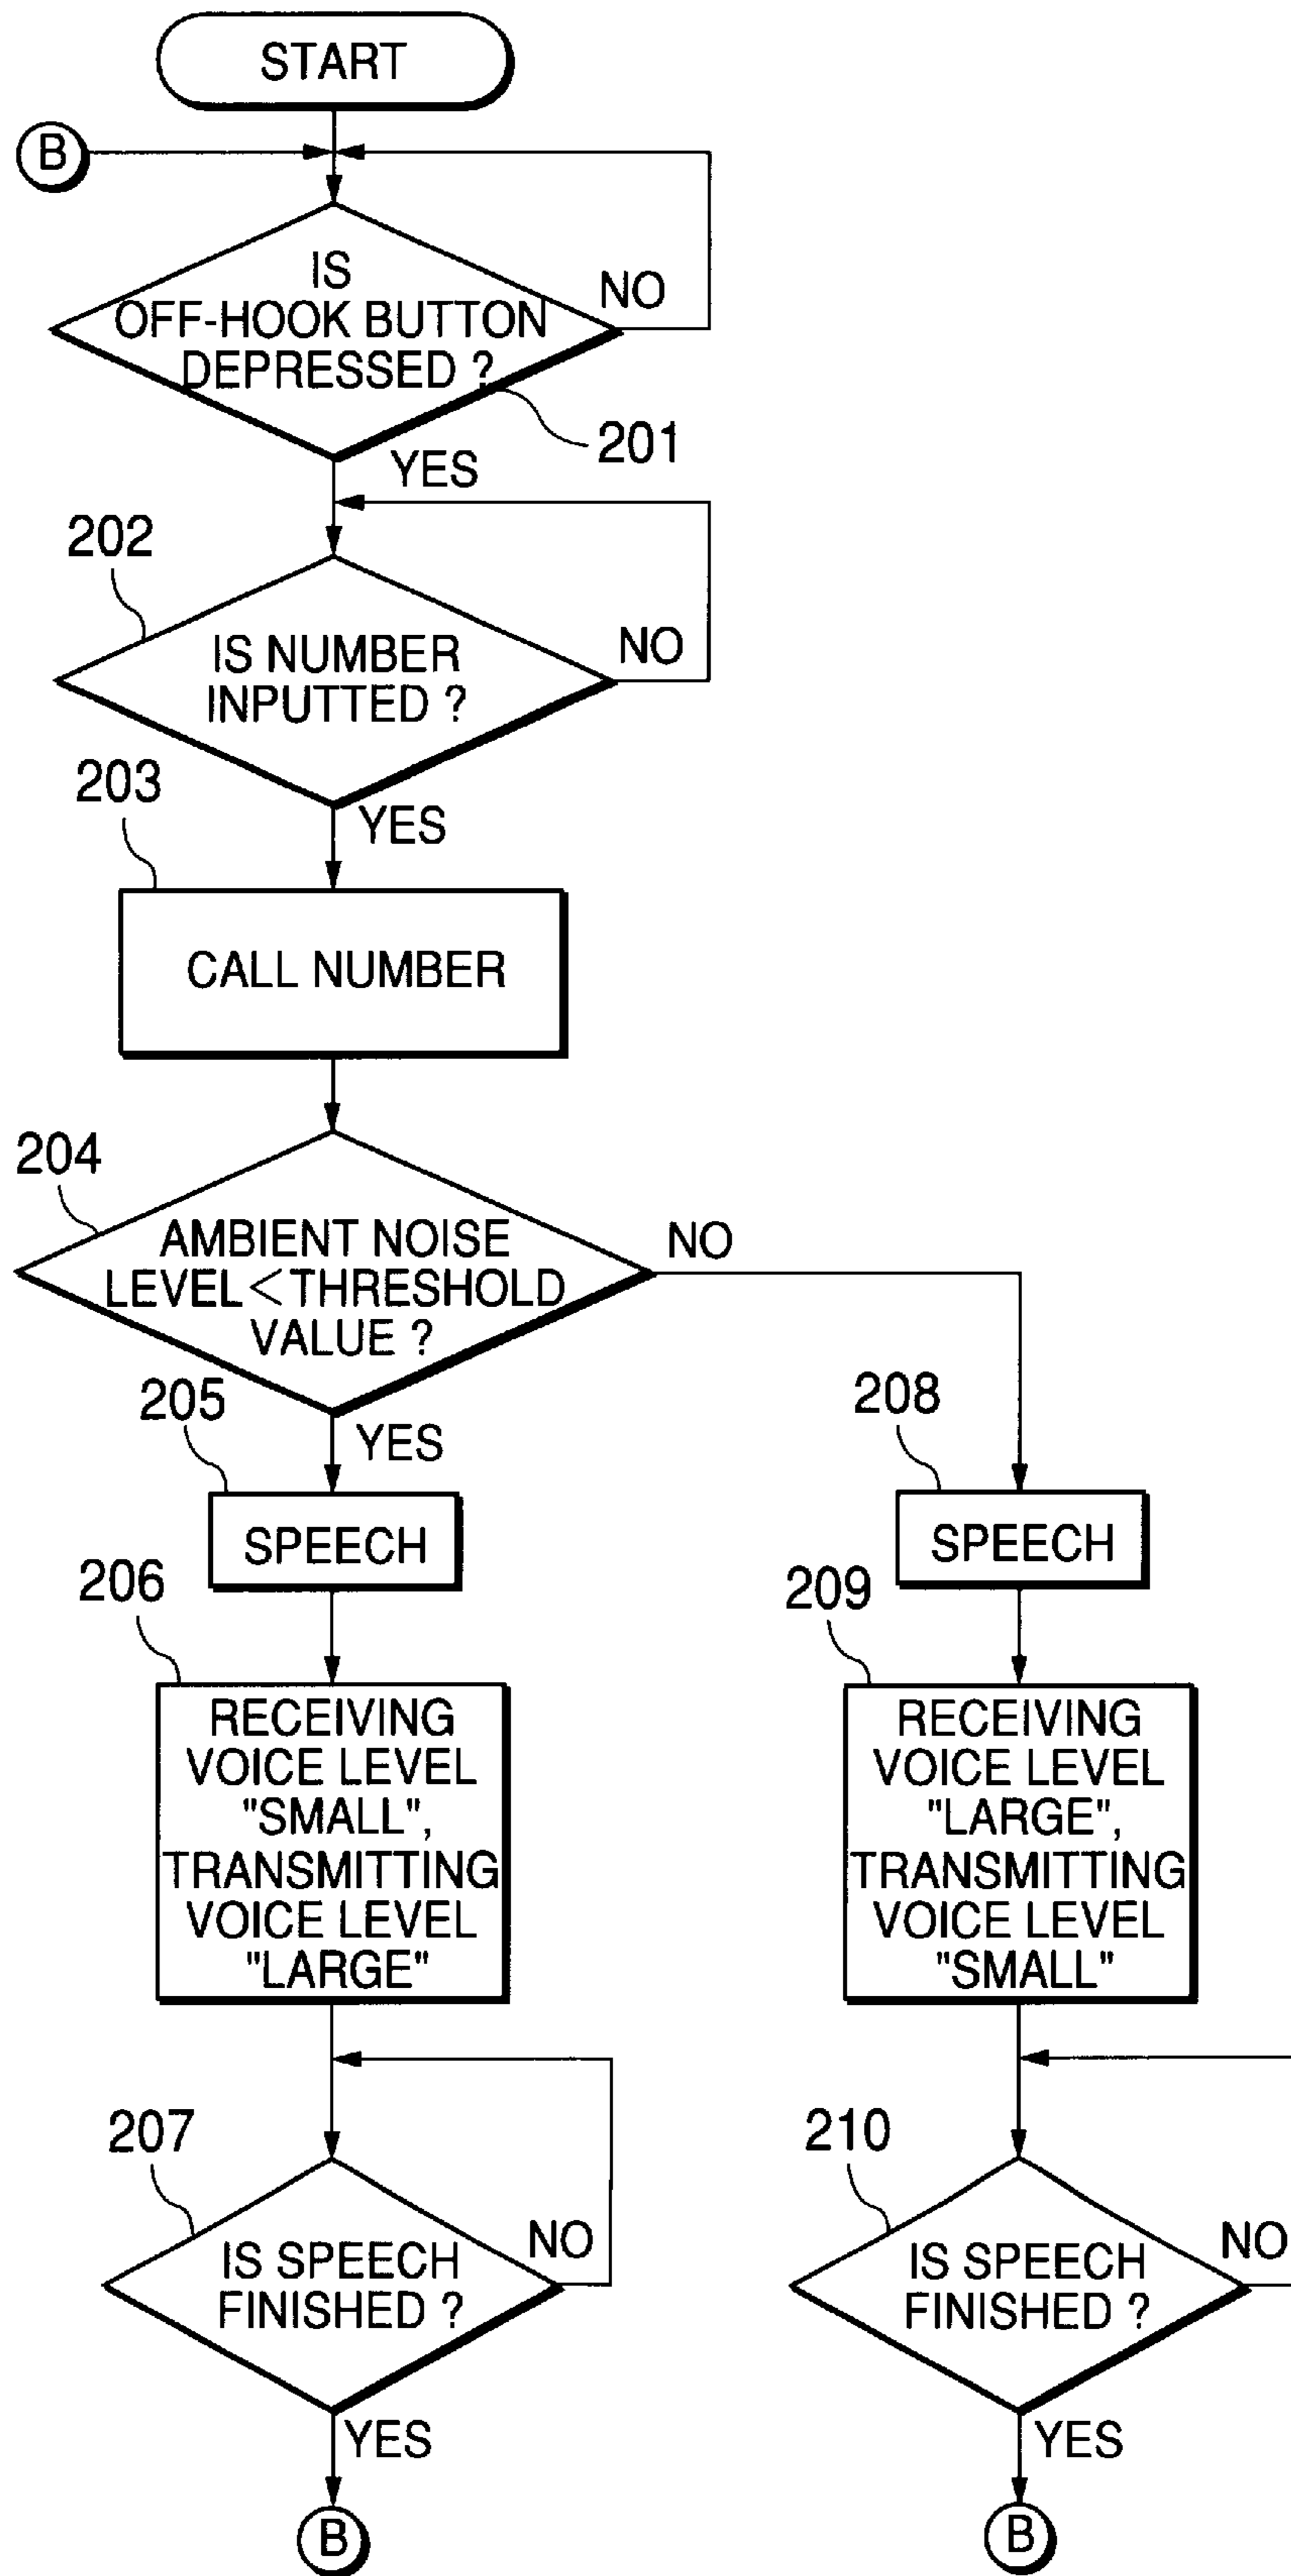 START
B
IS
OFF-HOOK BUTTON
DEPRESSED ?
NO
201
YES
202
IS NUMBER
INPUTTED ?
NO
203
YES
CALL NUMBER
204
AMBIENT NOISE
LEVEL<THRESHOLD
VALUE ?
NO
205
YES
SPEECH
206
RECEIVING
VOICE LEVEL
"SMALL",
TRANSMITTING
VOICE LEVEL
"LARGE"
207
IS SPEECH
FINISHED ?
NO
YES
B
208
SPEECH
209
RECEIVING
VOICE LEVEL
"LARGE",
TRANSMITTING
VOICE LEVEL
"SMALL"
210
IS SPEECH
FINISHED ?
NO
YES
B